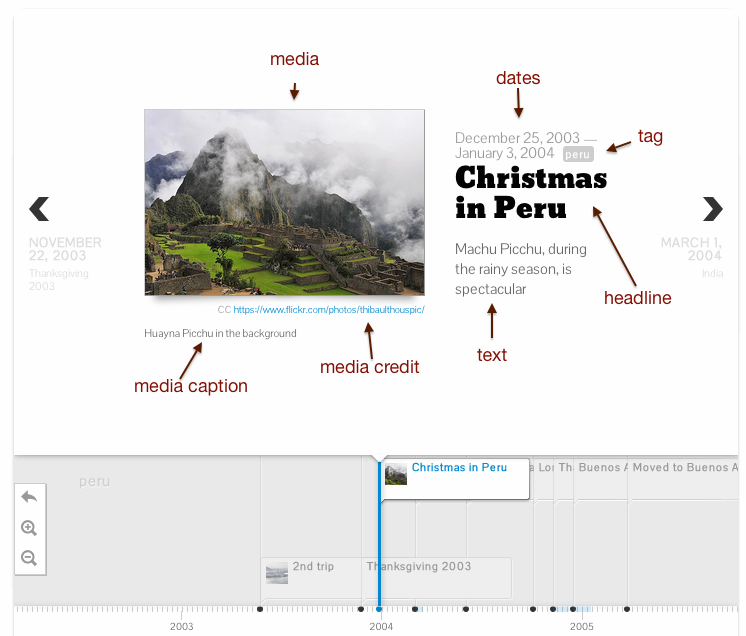 media
dates
December 25, 2003 —
January 3, 2004 peru
tag
Christmas
in Peru
NOVEMBER
22, 2003
Thanksgiving
2003
MARCH 1,
2004
India
Machu Picchu, during
the rainy season, is
spectacular
headline
CC https://www.flickr.com/photos/thibaulthouspic/
Huayna Picchu in the background
text
media credit
media caption
Christmas in Peru
a Lo
Th
Buenos A
Moved to Buenos A
peru
2nd trip
Thanksgiving 2003
2003
2004
2005